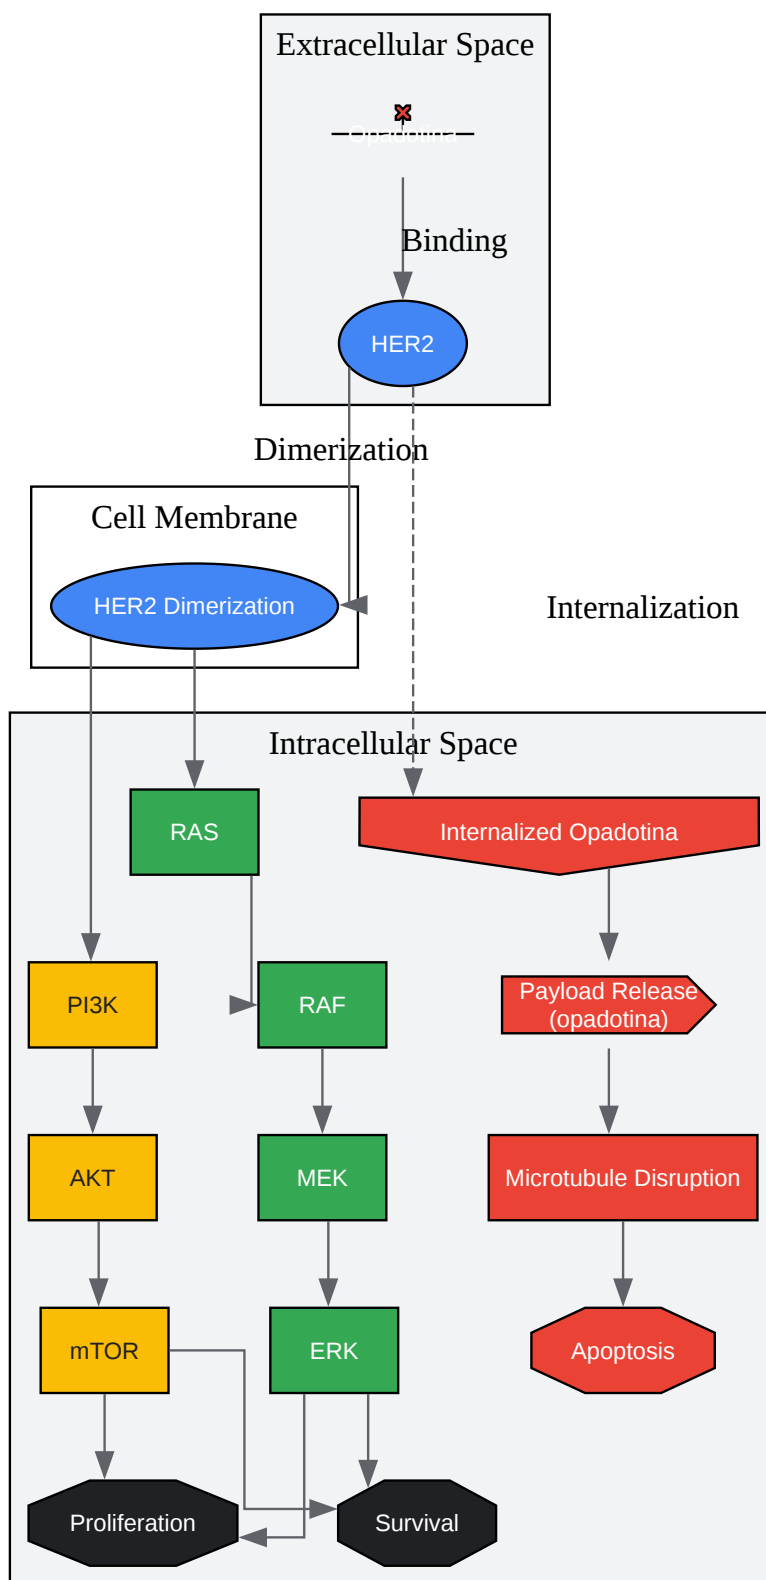 Extracellular Space
Opadotina
Binding
HER2
Dimerization
Cell Membrane
HER2 Dimerization
Internalization
Intracellular Space
RAS
Internalized Opadotina
PI3K
RAF
Payload Release
(opadotina)
AKT
MEK
Microtubule Disruption
mTOR
ERK
Apoptosis
Proliferation
Survival